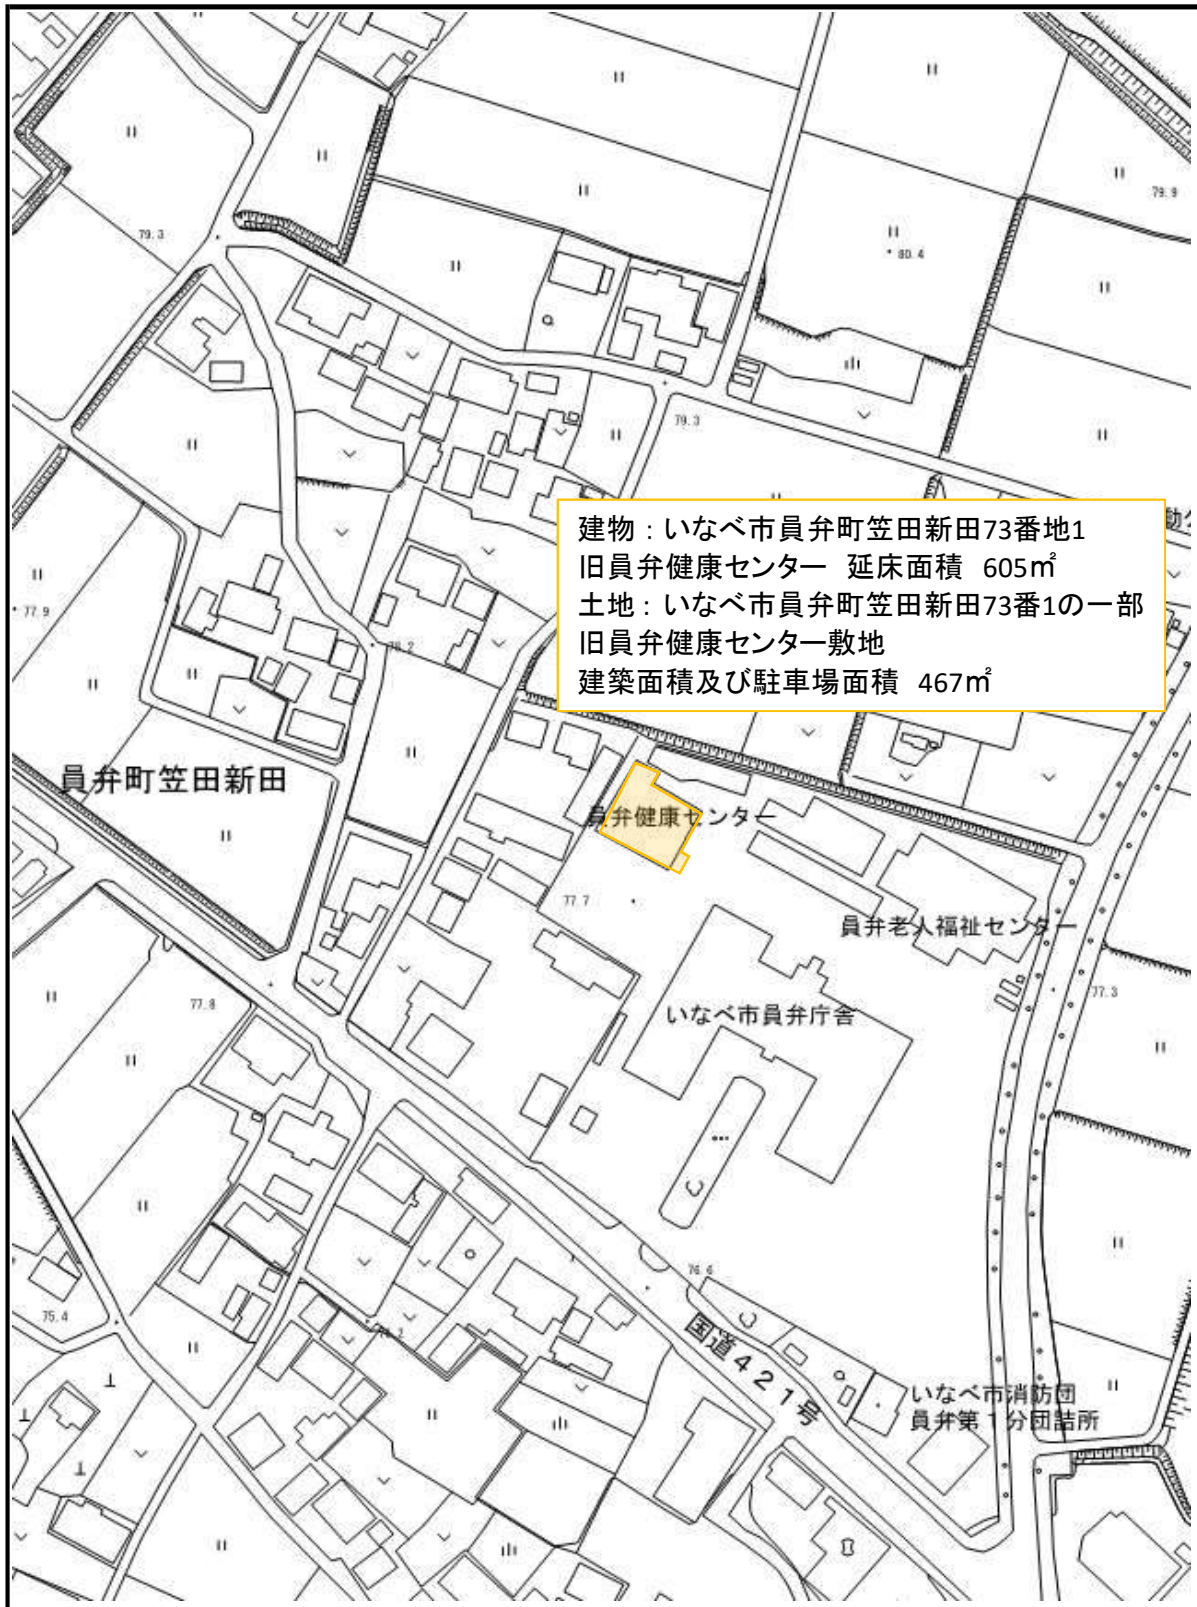 79.9
79.3
80.4
79.3
建物：いなべ市員弁町笠田新田73番地1
旧員弁健康センター 延床面積 605㎡
土地：いなべ市員弁町笠田新田73番1の一部
旧員弁健康センター敷地
建築面積及び駐車場面積 467㎡
77.9
員弁町笠田新田
員弁健康センター
77.7
員弁老人福祉センター
77.8
77.3
いなべ市員弁庁舎
76.6
75.4
国道421号
いなべ市消防団
員弁第1分団詰所